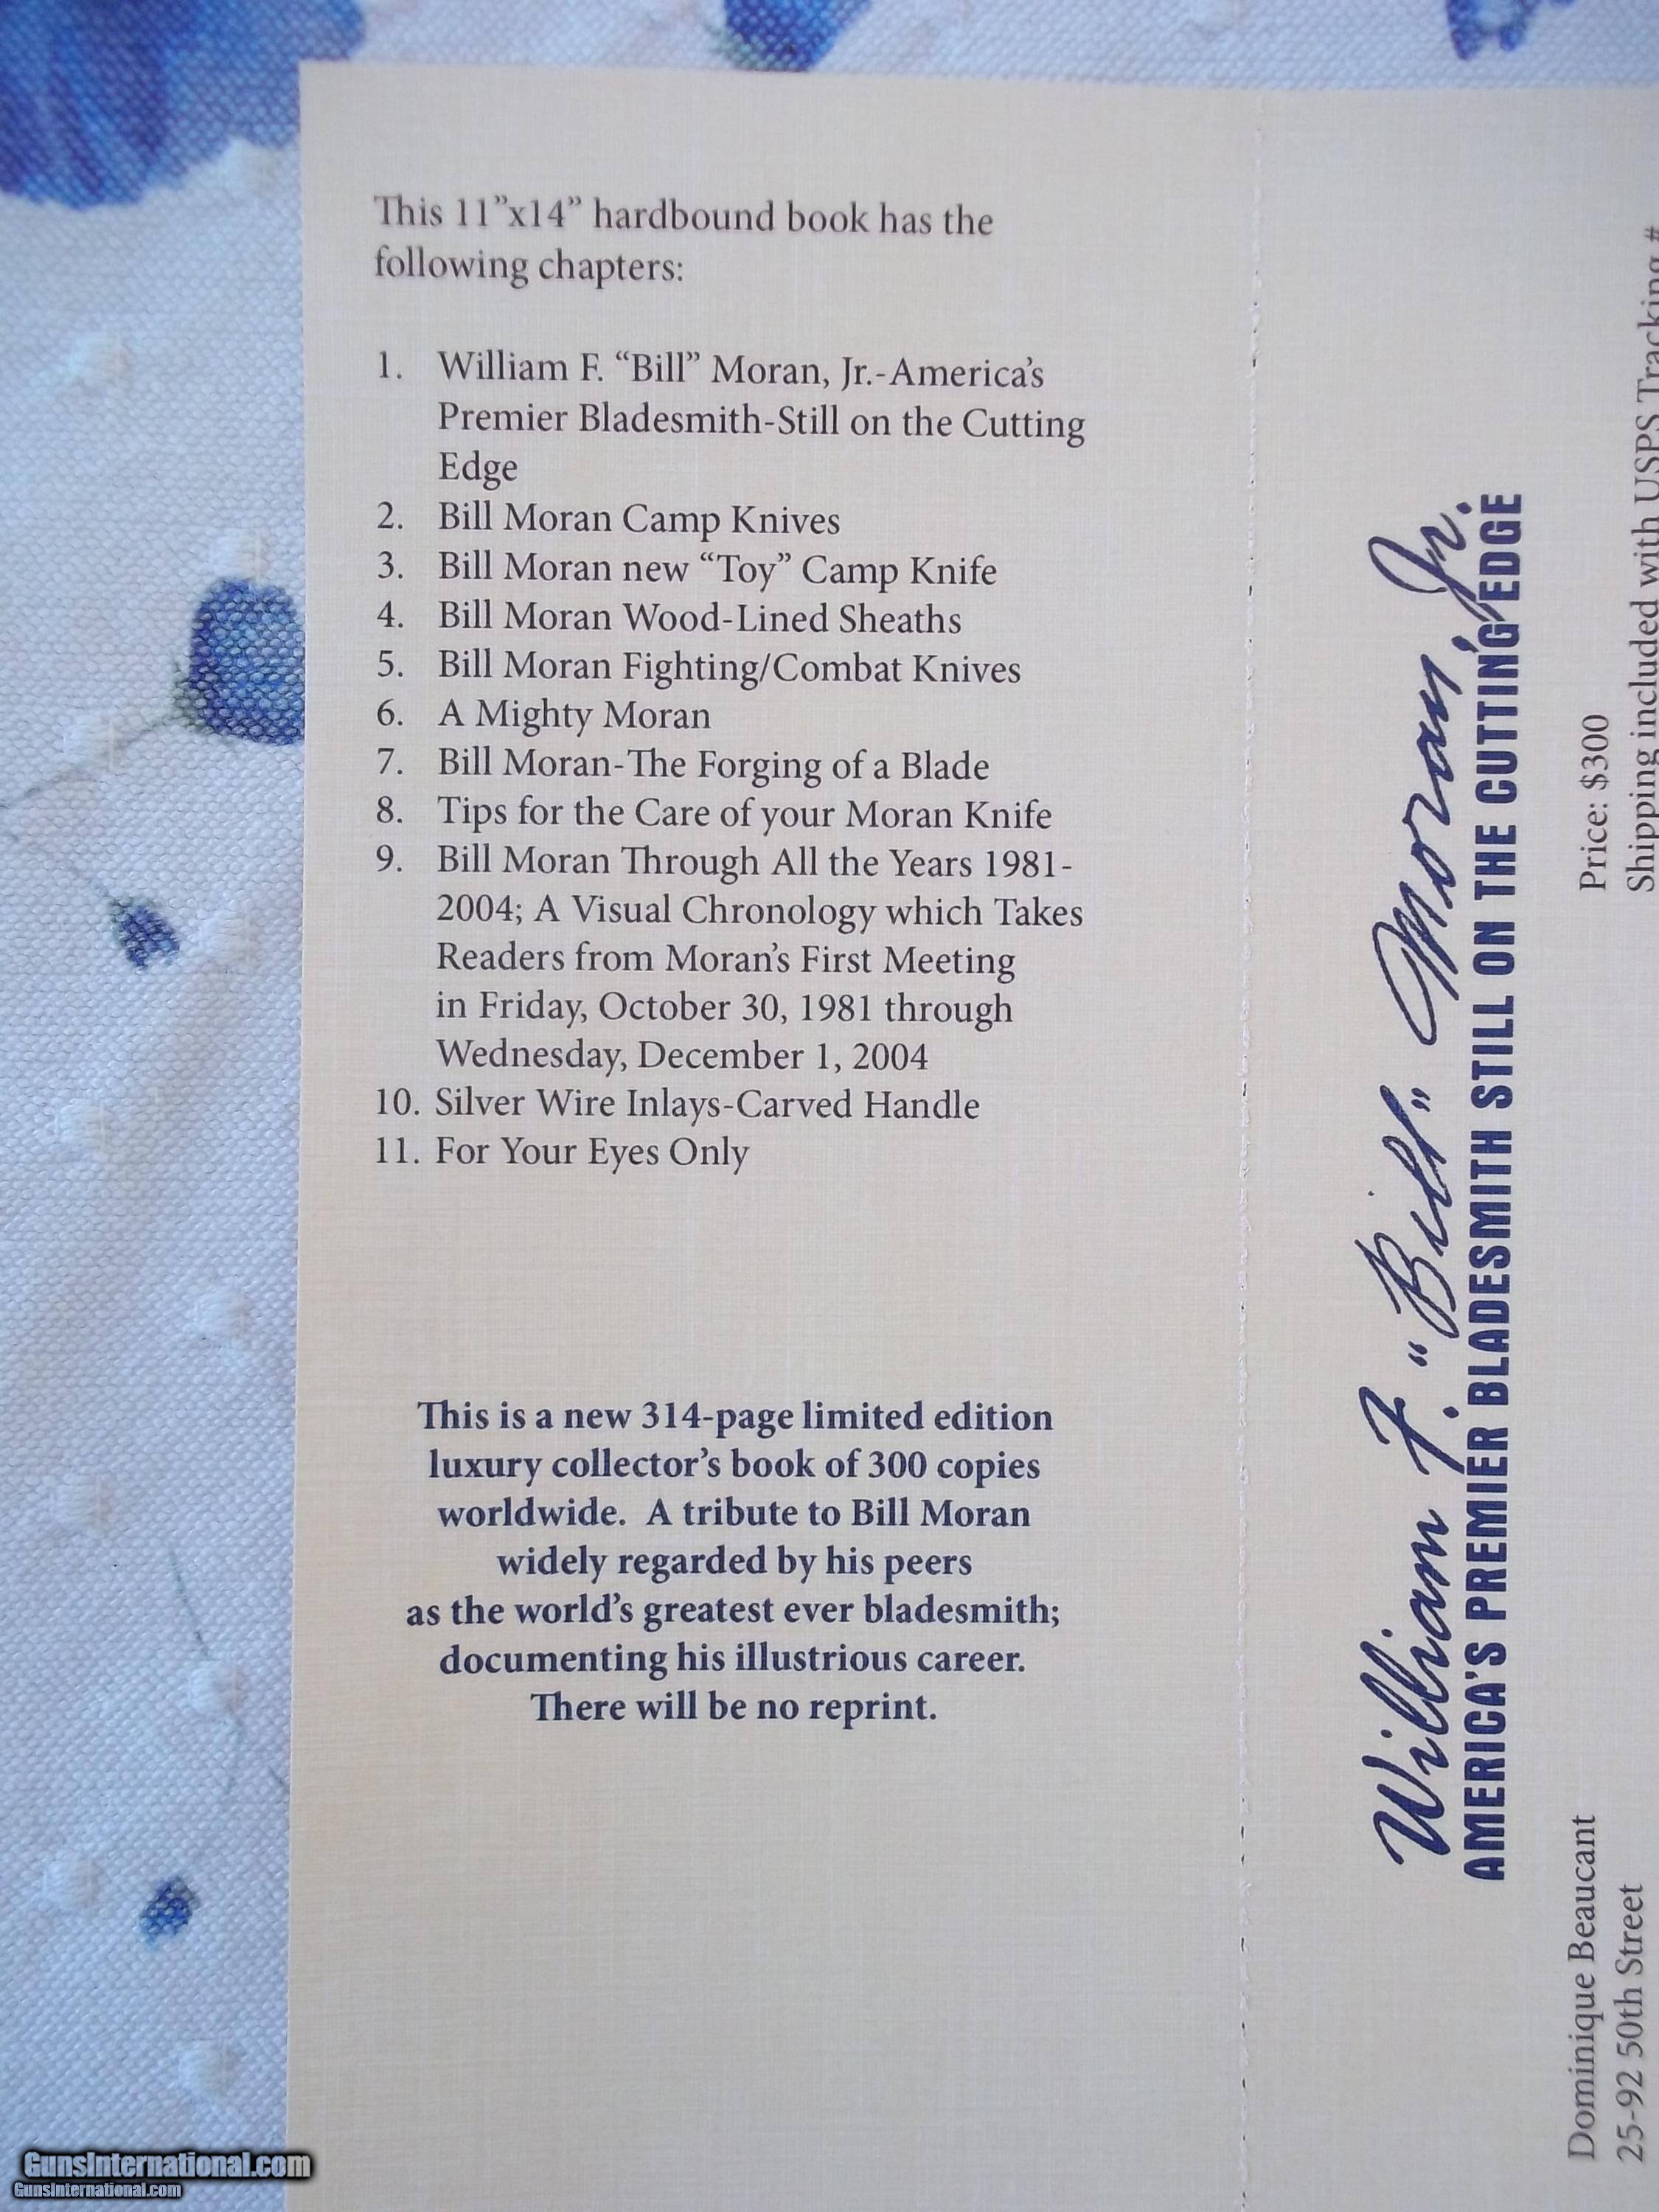 This 11”x14” hardbound book has the
following chapters:
1. William F. “Bill” Moran, Jr.-America’s
Premier Bladesmith-Still on the Cutting
Edge
2. Bill Moran Camp Knives
3. Bill Moran new “Toy” Camp Knife
4. Bill Moran Wood-Lined Sheaths
5. Bill Moran Fighting/Combat Knives
6. A Mighty Moran
7. Bill Moran-The Forging of a Blade
8. Tips for the Care of your Moran Knife
9. Bill Moran Through All the Years 1981-
2004; A Visual Chronology which Takes
Readers from Moran’s First Meeting
in Friday, October 30, 1981 through
Wednesday, December 1, 2004
10. Silver Wire Inlays-Carved Handle
11. For Your Eyes Only
This is a new 314-page limited edition
luxury collector’s book of 300 copies
worldwide. A tribute to Bill Moran
widely regarded by his peers
as the world’s greatest ever bladesmith;
documenting his illustrious career.
There will be no reprint.
William F. “Bill” Moran, Jr.
AMERICA’S PREMIER BLADESMITH STILL ON THE CUTTING EDGE
Price: $300
Shipping included with USPS Tracking #
Dominique Beaucant
25-92 50th Street
GunsInternational.com
GunsInternational.com